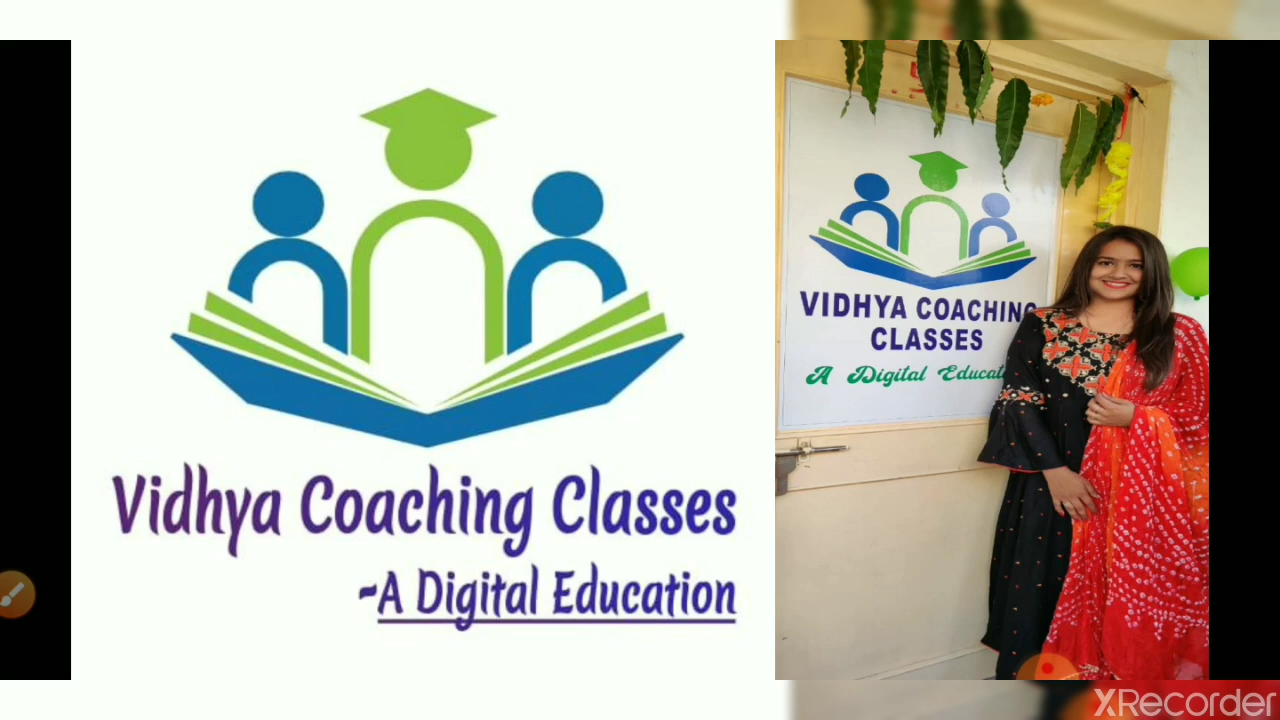 Vidhya Coaching Classes
-A Digital Education
VIDHYA COACHING
CLASSES
A Digital
XRecorder